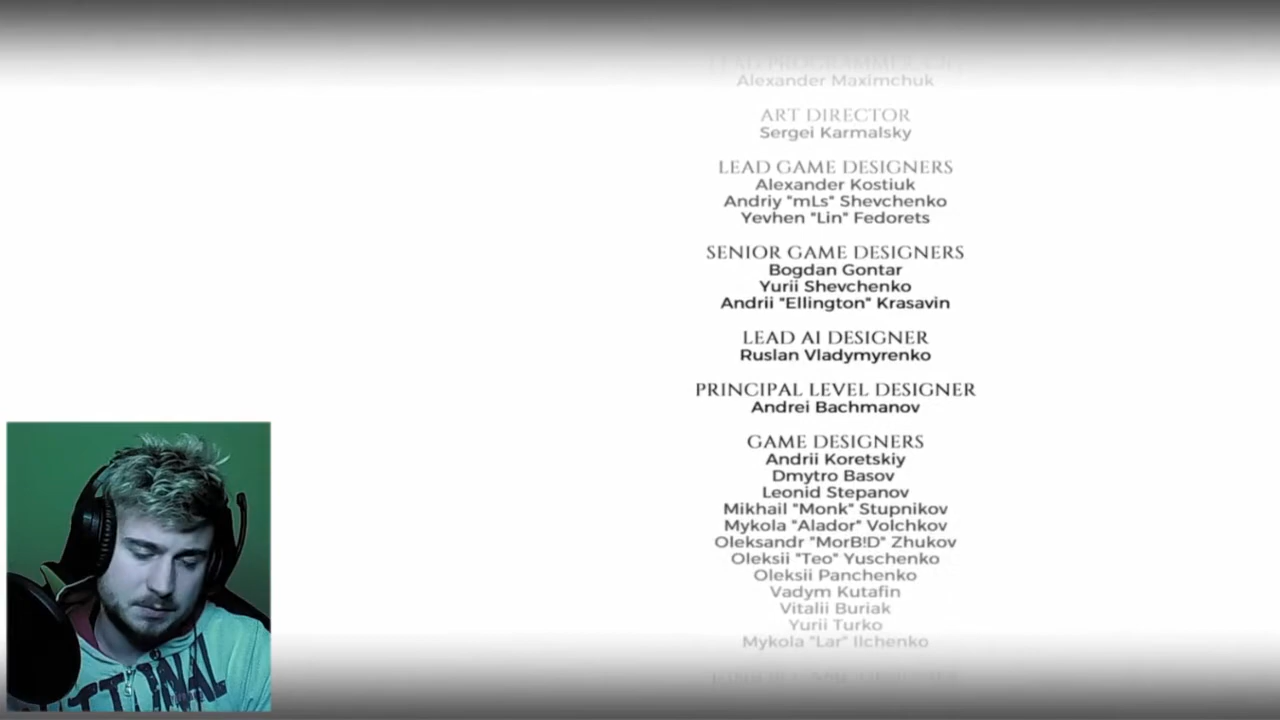 LEAD PROGRAMMER
Alexander Maximchuk
ART DIRECTOR
Sergei Karmalsky
LEAD GAME DESIGNERS
Alexander Kostiuk
Andriy "mLs" Shevchenko
Yevhen "Lin" Fedorets
SENIOR GAME DESIGNERS
Bogdan Gontar
Yurii Shevchenko
Andrii "Ellington" Krasavin
LEAD AI DESIGNER
Ruslan Vladymyrenko
PRINCIPAL LEVEL DESIGNER
Andrei Bachmanov
GAME DESIGNERS
Andrii Koretskiy
Dmytro Basov
Leonid Stepanov
Mikhail "Monk" Stupnikov
Mykola "Alador" Volchkov
Oleksandr "MorB!D" Zhukov
Oleksii "Teo" Yuschenko
Oleksii Panchenko
Vadym Kutafin
Vitalii Buriak
Yurii Turko
Mykola "Lar" Ilchenko